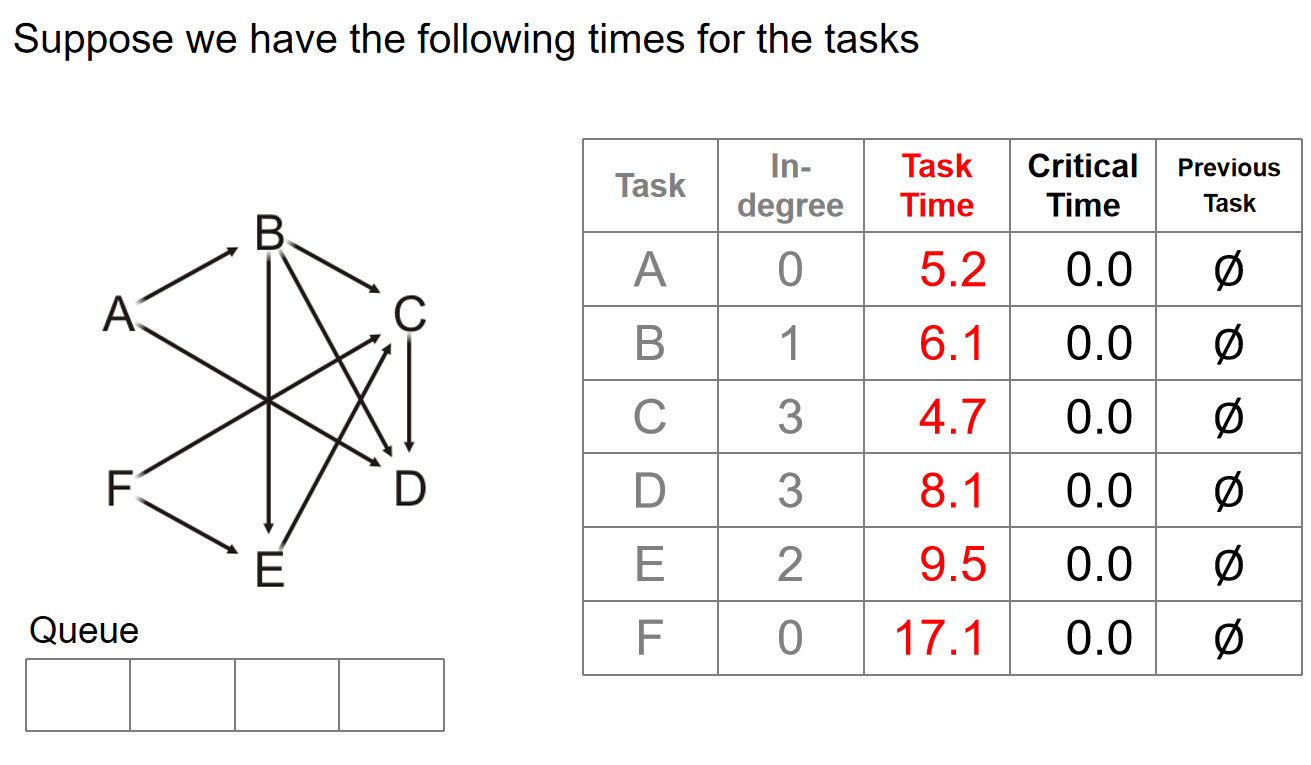 Suppose we have the following times for the tasks
B
A
C
F
D
E
Queue
Task In-degree Task Time Critical Time Previous Task
A 0 5.2 0.0 Ø
B 1 6.1 0.0 Ø
C 3 4.7 0.0 Ø
D 3 8.1 0.0 Ø
E 2 9.5 0.0 Ø
F 0 17.1 0.0 Ø